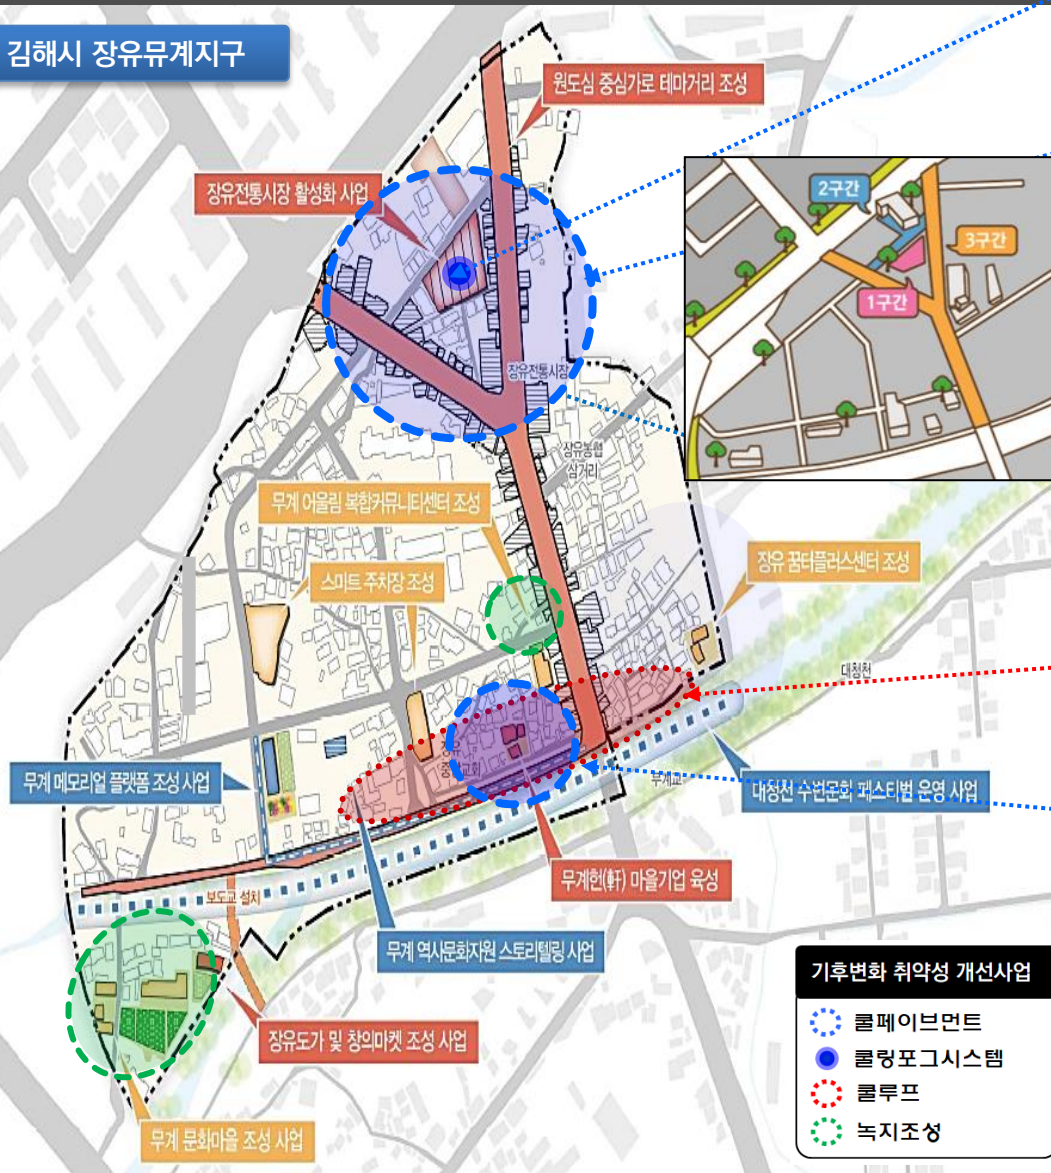 김해시 장유뮤계지구
원도심 중심가로 테마거리 조성
장유전통시장 활성화 사업
2구간
3구간
1구간
장유전통시장
장유농협
삼거리
무계 어울림 복합커뮤니티센터 조성
스마트 주차장 조성
장유 꿈터플러스센터 조성
대청천
장유
중앙교회
무계교
무계 메모리얼 플랫폼 조성 사업
대청천 수변문화 페스티벌 운영 사업
무계헌(軒) 마을기업 육성
보도교 설치
무계 역사문화자원 스토리텔링 사업
장유도가 및 창의마켓 조성 사업
무계 문화마을 조성 사업
기후변화 취약성 개선사업
쿨페이브먼트
쿨링포그시스템
쿨루프
녹지조성